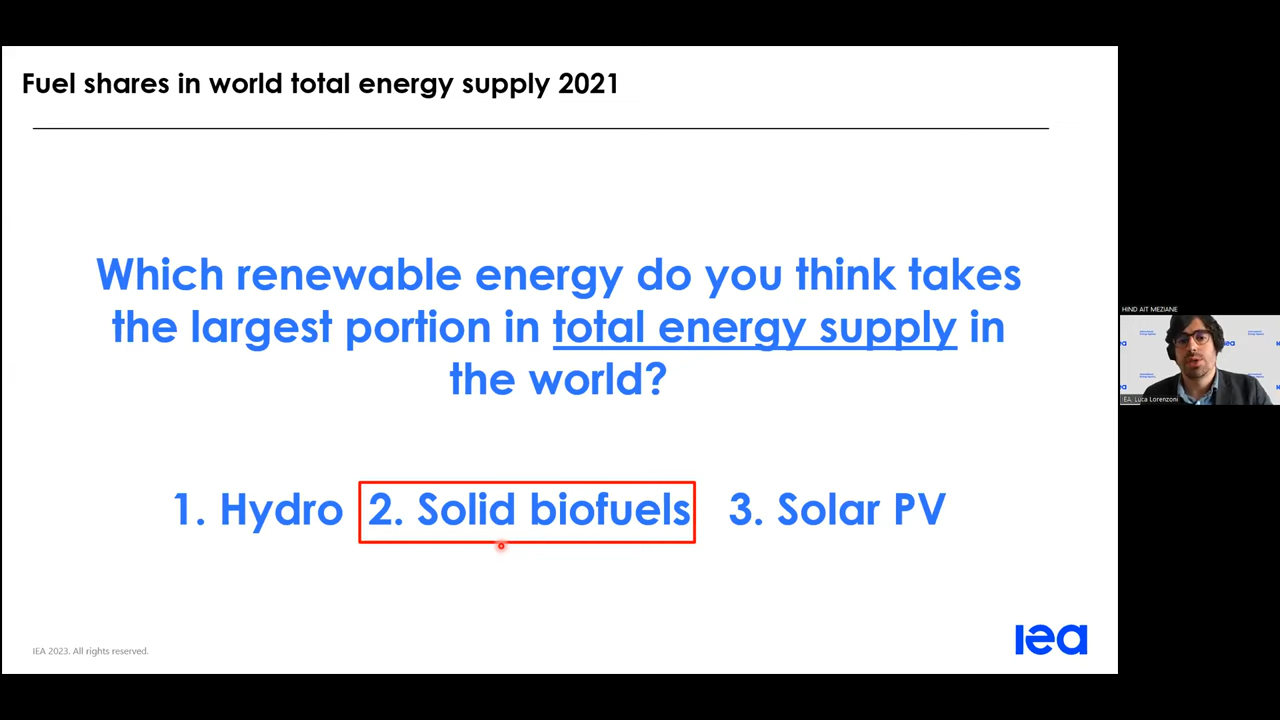 Fuel shares in world total energy supply 2021
Which renewable energy do you think takes
the largest portion in total energy supply in
the world?
1. Hydro 2. Solid biofuels 3. Solar PV
IEA 2023. All rights reserved.
iea
HIND AIT MEZIANE
IEA. Luca Lorenzoni